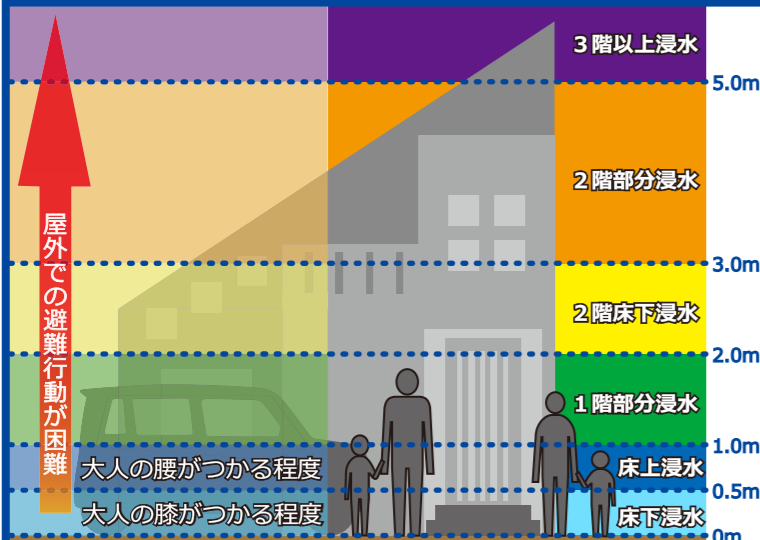 3階以上浸水
5.0m
2階部分浸水
3.0m
2階床下浸水
2.0m
1階部分浸水
1.0m
大人の腰がつかる程度
床上浸水
0.5m
大人の膝がつかる程度
床下浸水
0m
屋外での避難行動が困難